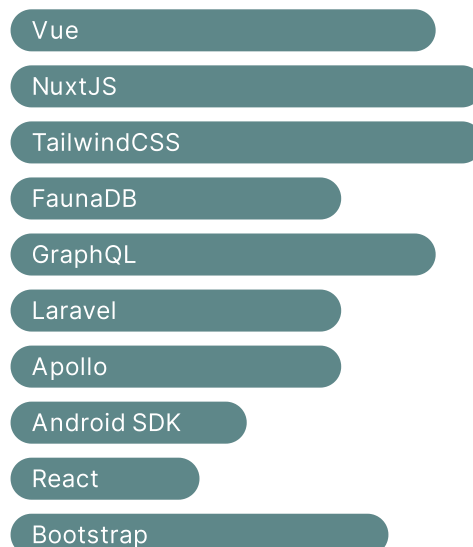 Vue
NuxtJS
TailwindCSS
FaunaDB
GraphQL
Laravel
Apollo
Android SDK
React
Bootstrap